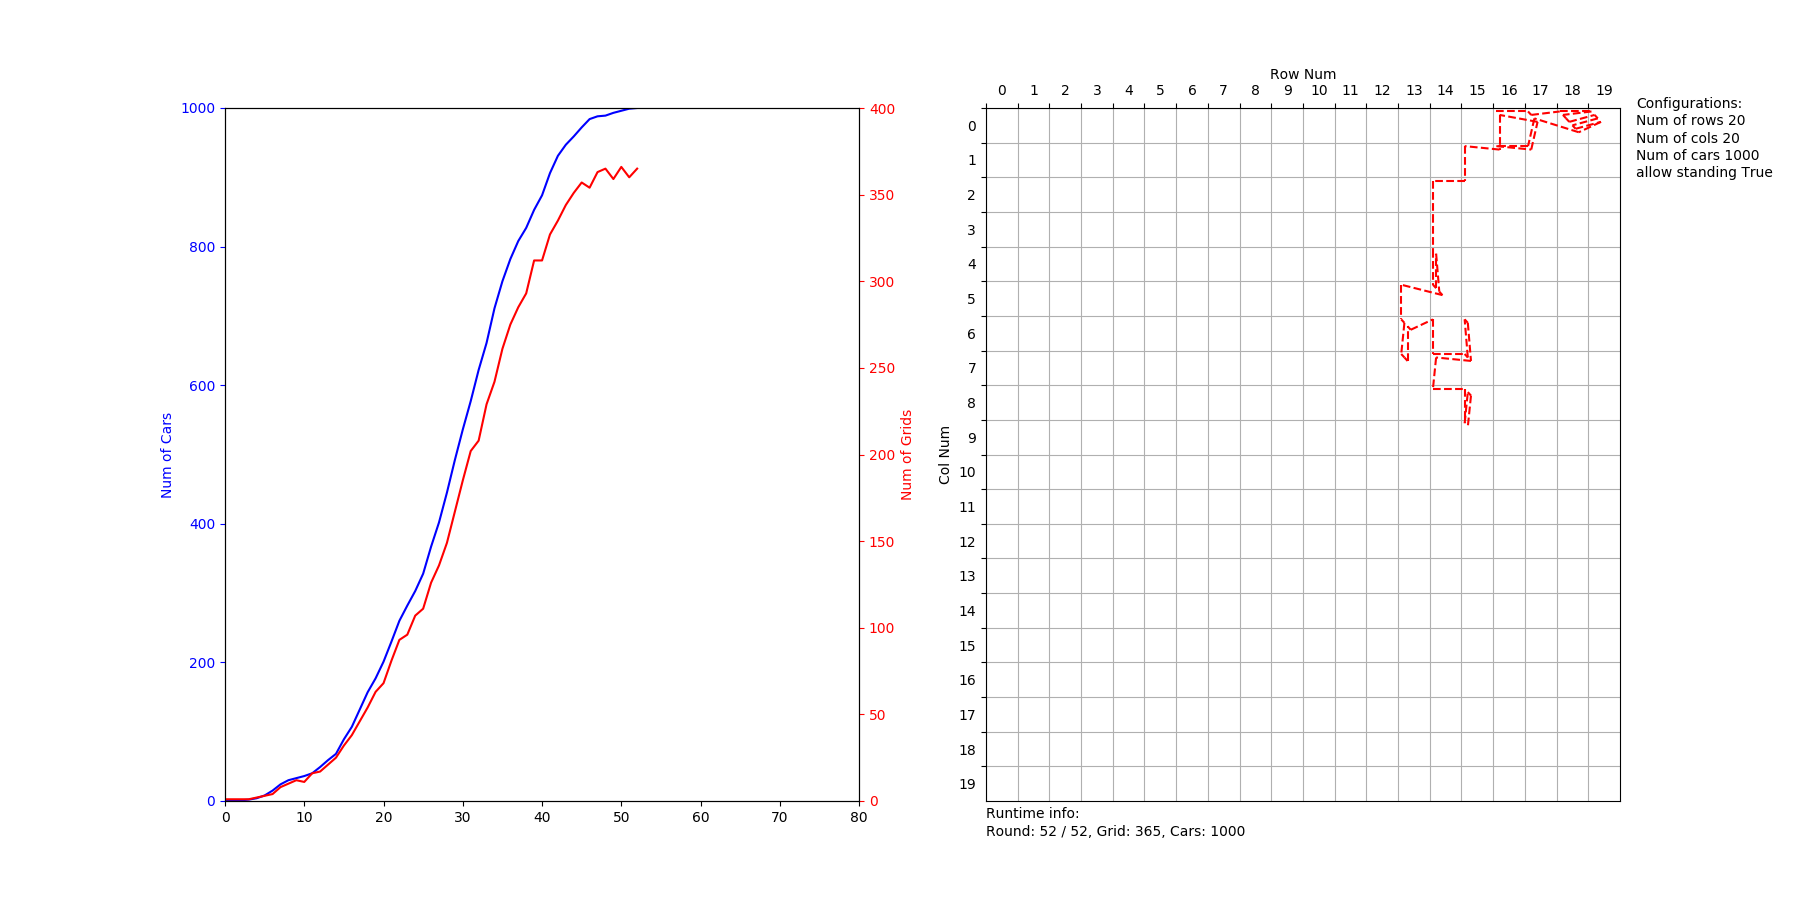 1000
800
600
400
200
0
Num of Cars
0 10 20 30 40 50 60 70 80
400
350
300
250
200
150
100
50
0
Num of Grids
Row Num
0 1 2 3 4 5 6 7 8 9 10 11 12 13 14 15 16 17 18 19
Col Num
0
1
2
3
4
5
6
7
8
9
10
11
12
13
14
15
16
17
18
19
Configurations:
Num of rows 20
Num of cols 20
Num of cars 1000
allow standing True
Runtime info:
Round: 52 / 52, Grid: 365, Cars: 1000